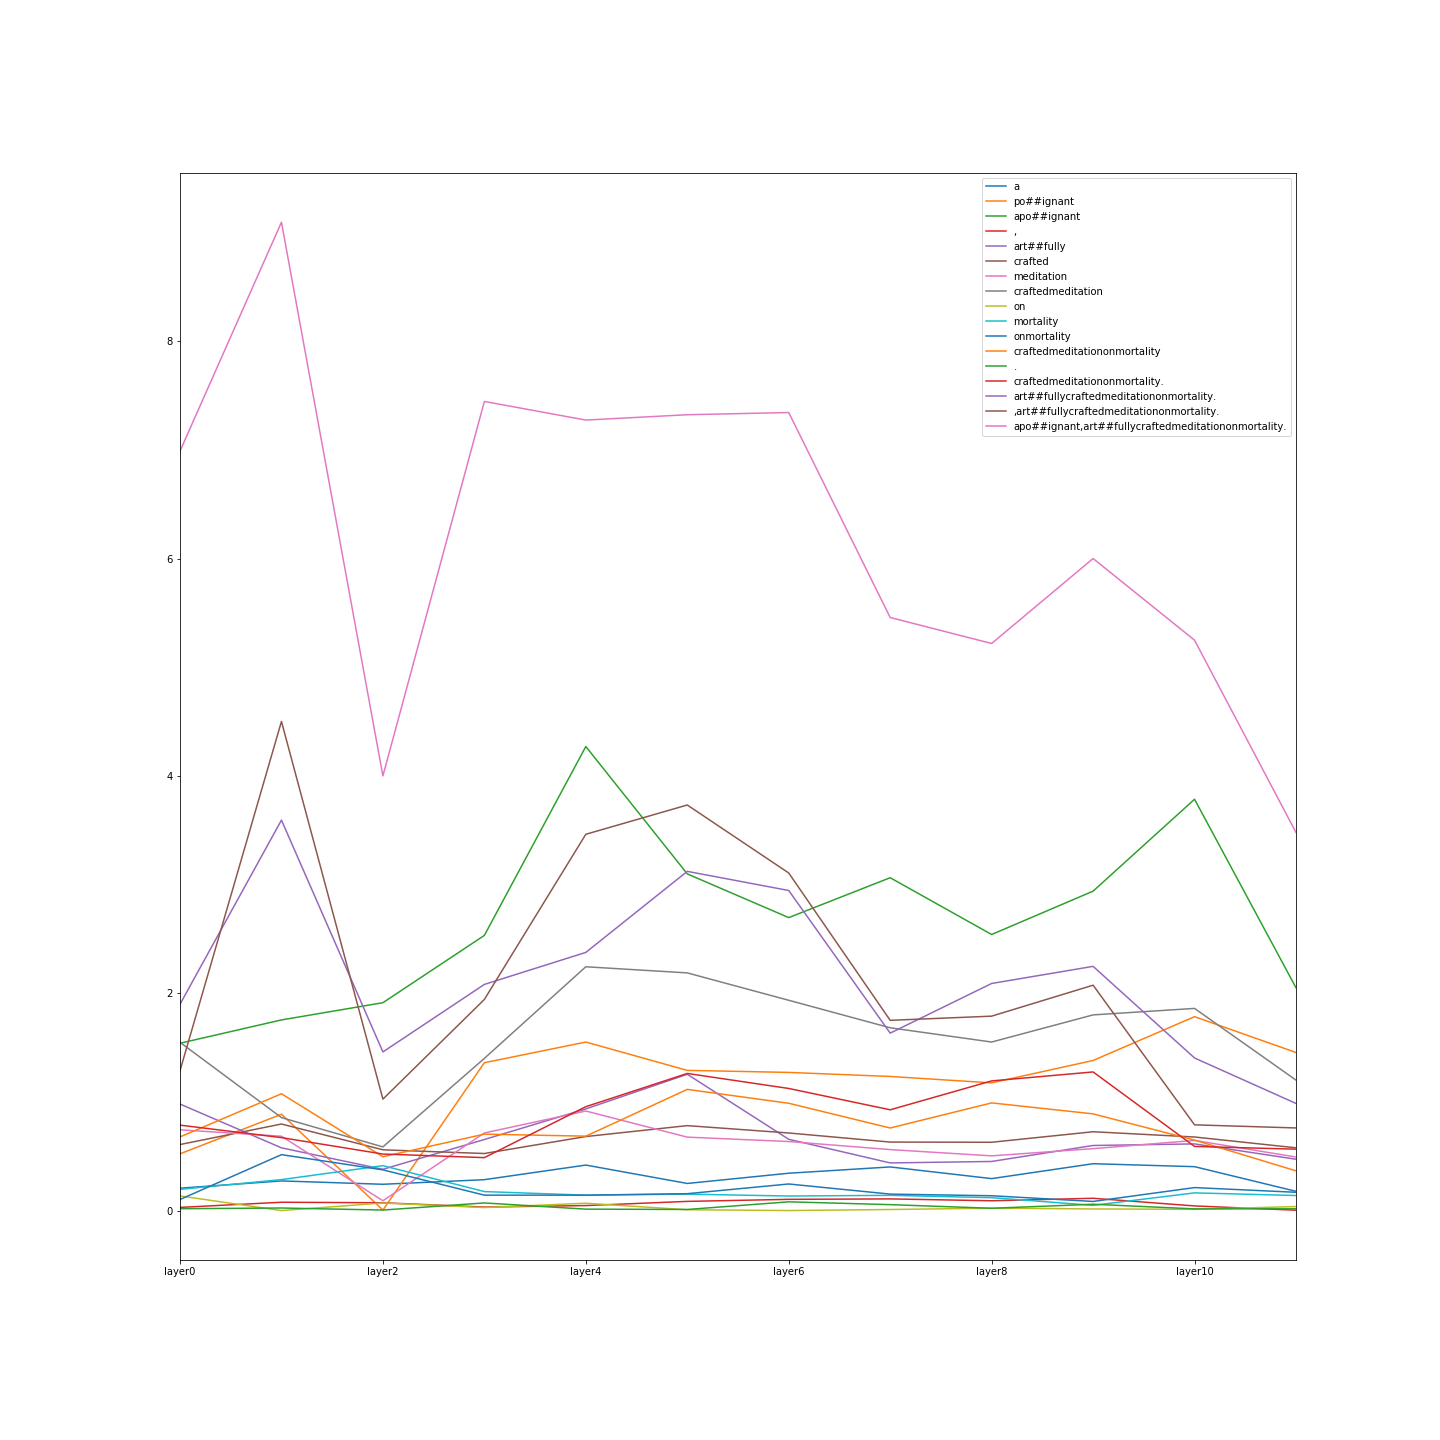 a
po##ignant
apo##ignant
,
art##fully
crafted
meditation
craftedmeditation
on
mortality
onmortality
craftedmeditationonmortality
.
craftedmeditationonmortality.
art##fullycraftedmeditationonmortality.
,art##fullycraftedmeditationonmortality.
apo##ignant,art##fullycraftedmeditationonmortality.
8
6
4
2
0
layer0 layer2 layer4 layer6 layer8 layer10